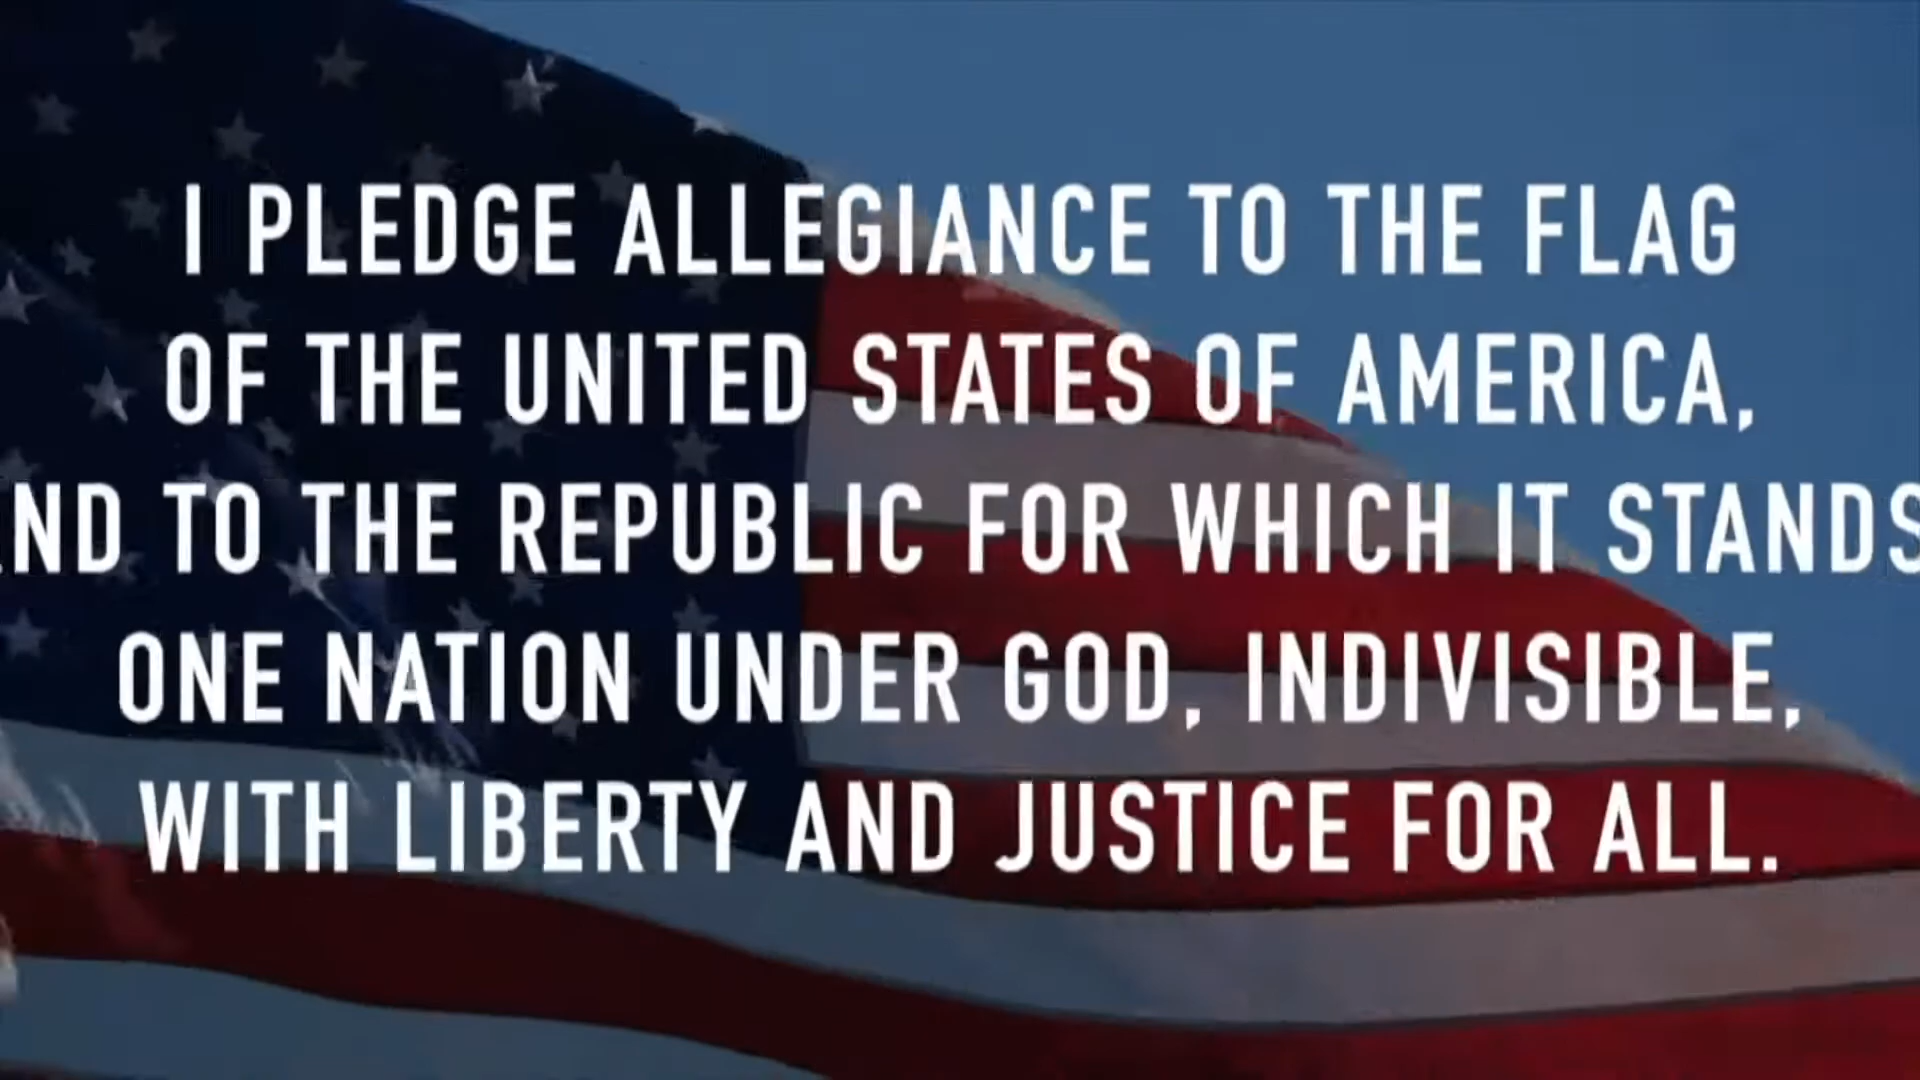 I PLEDGE ALLEGIANCE TO THE FLAG
OF THE UNITED STATES OF AMERICA,
ND TO THE REPUBLIC FOR WHICH IT STANDS
ONE NATION UNDER GOD, INDIVISIBLE,
WITH LIBERTY AND JUSTICE FOR ALL.